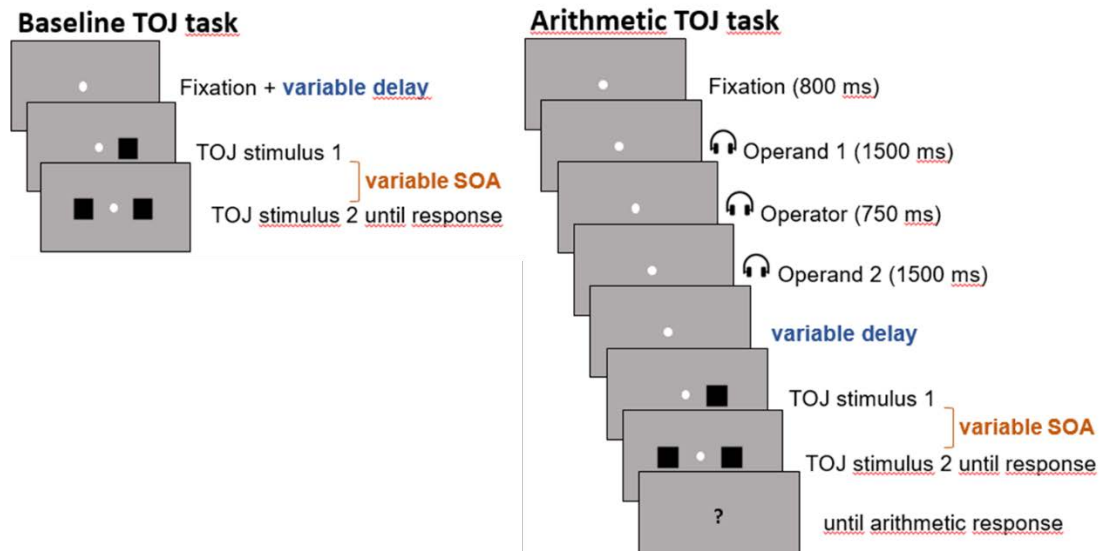 Baseline TOJ task
Fixation + variable delay
TOJ stimulus 1
variable SOA
TOJ stimulus 2 until response
Arithmetic TOJ task
Fixation (800 ms)
Operand 1 (1500 ms)
Operator (750 ms)
Operand 2 (1500 ms)
variable delay
TOJ stimulus 1
variable SOA
TOJ stimulus 2 until response
?
until arithmetic response